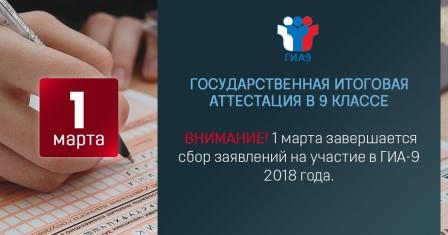 1
марта
ГИА9
ГОСУДАРСТВЕННАЯ ИТОГОВАЯ
АТТЕСТАЦИЯ В 9 КЛАССЕ
ВНИМАНИЕ! 1 марта завершается
сбор заявлений на участие в ГИА-9
2018 года.